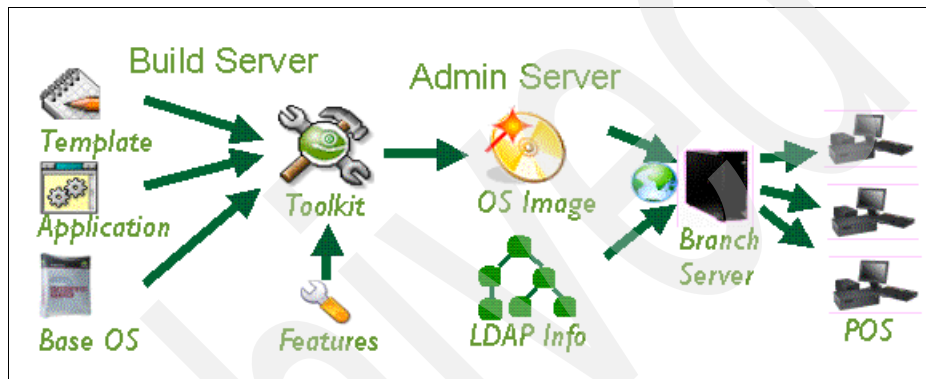 Build Server
Admin Server
Template
Application
Base OS
Toolkit
Features
OS Image
LDAP Info
Branch
Server
POS